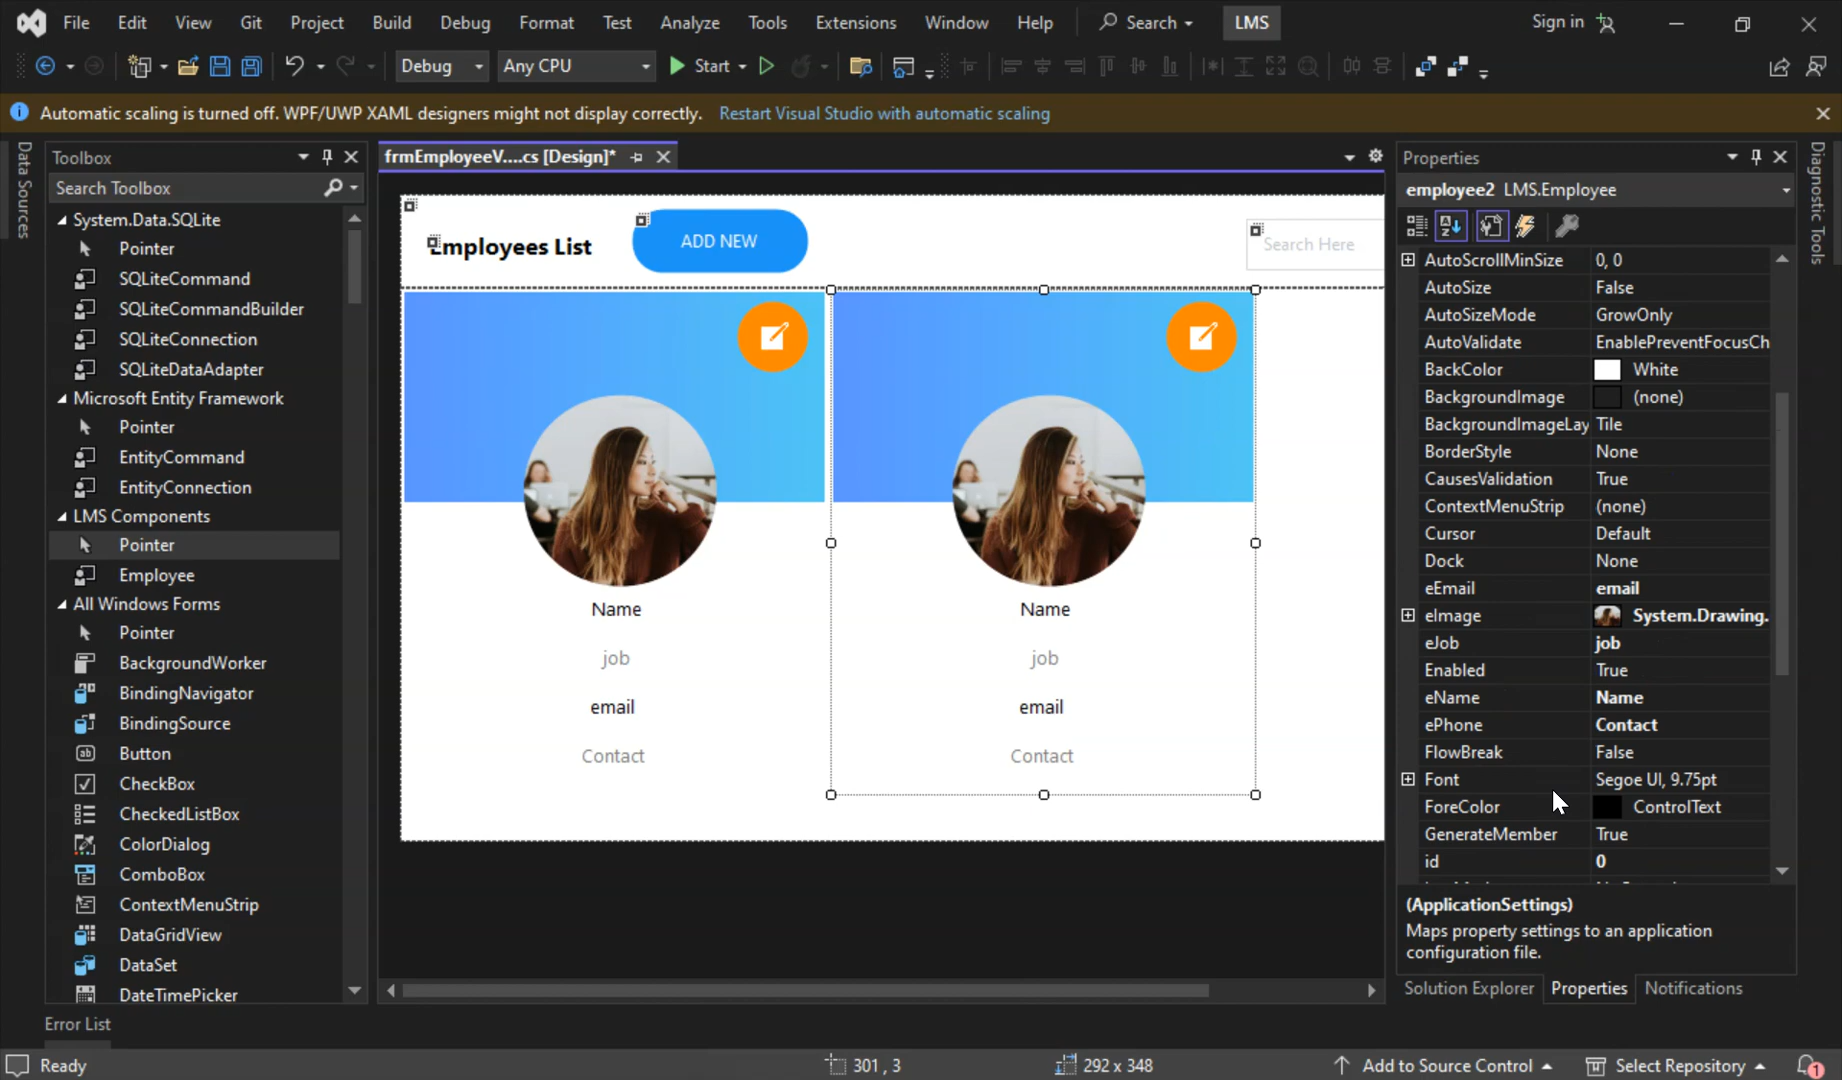 File Edit View Git Project Build Debug Format Test Analyze Tools Extensions Window Help Search LMS Sign in
Debug Any CPU Start
Automatic scaling is turned off. WPF/UWP XAML designers might not display correctly. Restart Visual Studio with automatic scaling
Data Sources
Toolbox
Search Toolbox
System.Data.SQLite
Pointer
SQLiteCommand
SQLiteCommandBuilder
SQLiteConnection
SQLiteDataAdapter
Microsoft Entity Framework
Pointer
EntityCommand
EntityConnection
LMS Components
Pointer
Employee
All Windows Forms
Pointer
BackgroundWorker
BindingNavigator
BindingSource
Button
CheckBox
CheckedListBox
ColorDialog
ComboBox
ContextMenuStrip
DataGridView
DataSet
DateTimePicker
frmEmployeeV....cs [Design]*
Employees List
ADD NEW
Search Here
Name
job
email
Contact
Name
job
email
Contact
Properties
employee2 LMS.Employee
AutoScrollMinSize 0, 0
AutoSize False
AutoSizeMode GrowOnly
AutoValidate EnablePreventFocusCh
BackColor White
BackgroundImage (none)
BackgroundImageLay Tile
BorderStyle None
CausesValidation True
ContextMenuStrip (none)
Cursor Default
Dock None
eEmail email
eImage System.Drawing.
eJob job
Enabled True
eName Name
ePhone Contact
FlowBreak False
Font Segoe UI, 9.75pt
ForeColor ControlText
GenerateMember True
id 0
(ApplicationSettings)
Maps property settings to an application
configuration file.
Solution Explorer Properties Notifications
Diagnostic Tools
Error List
Ready 301 , 3 292 x 348 Add to Source Control Select Repository 1